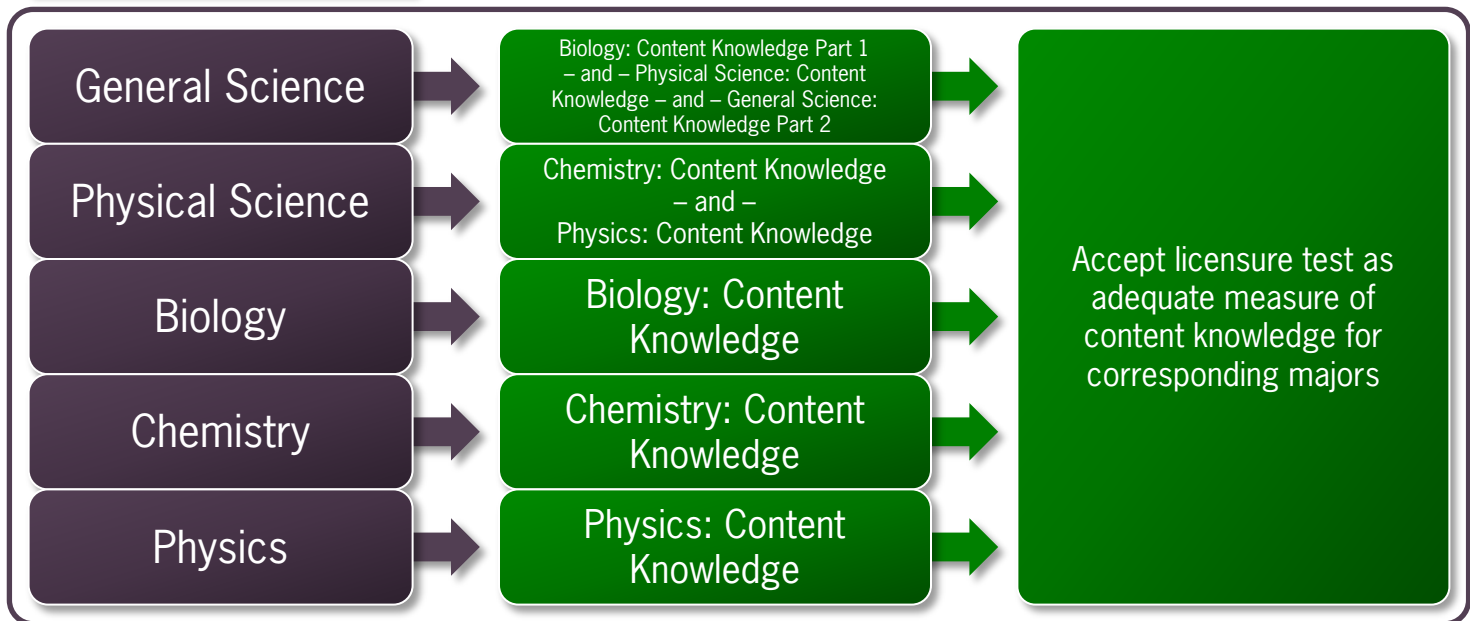 General Science
Biology: Content Knowledge Part 1
– and – Physical Science: Content
Knowledge – and – General Science:
Content Knowledge Part 2
Physical Science
Chemistry: Content Knowledge
– and –
Physics: Content Knowledge
Biology
Biology: Content
Knowledge
Chemistry
Chemistry: Content
Knowledge
Physics
Physics: Content
Knowledge
Accept licensure test as
adequate measure of
content knowledge for
corresponding majors